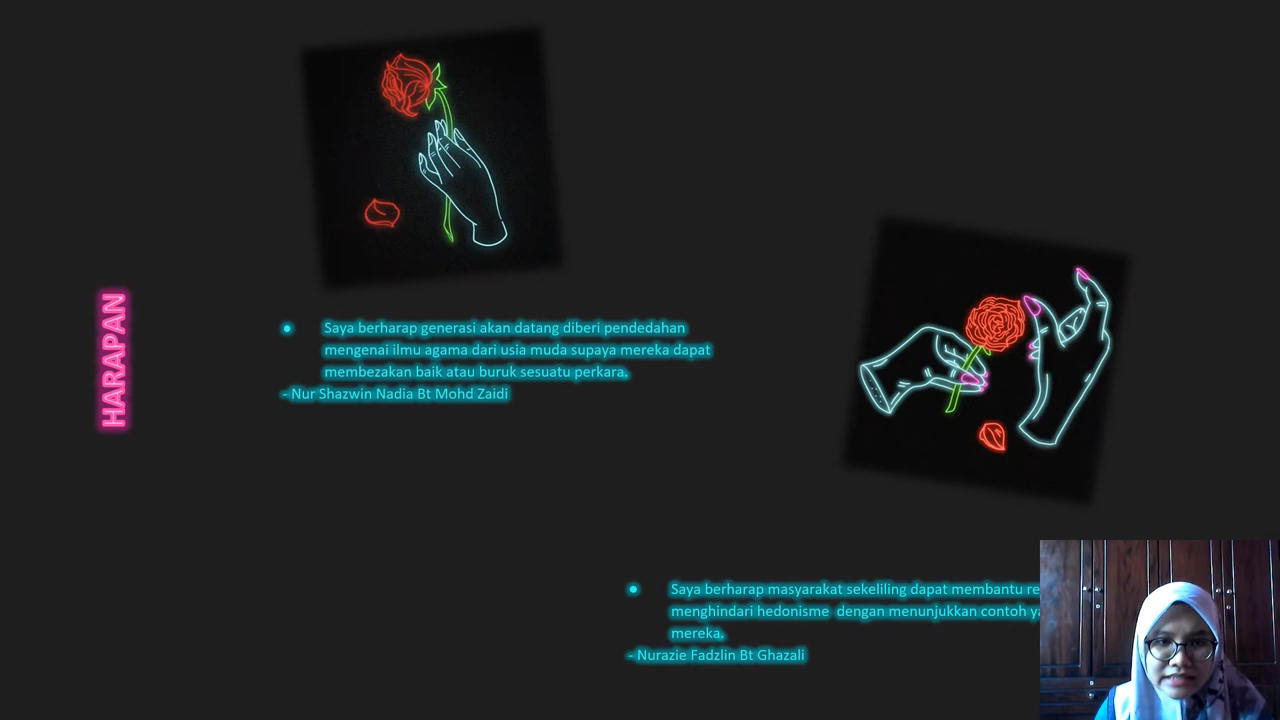 HARAPAN
● Saya berharap generasi akan datang diberi pendedahan
mengenai ilmu agama dari usia muda supaya mereka dapat
membezakan baik atau buruk sesuatu perkara.
- Nur Shazwin Nadia Bt Mohd Zaidi
● Saya berharap masyarakat sekeliling dapat membantu
menghindari hedonisme dengan menunjukkan contoh
mereka.
- Nurazie Fadzlin Bt Ghazali